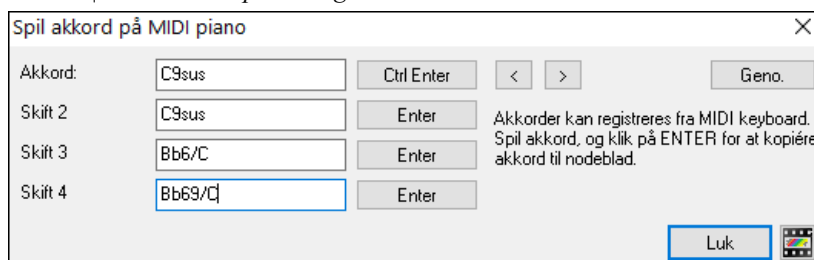 Spil akkord på MIDI piano
Akkord: C9sus Ctrl Enter < > Geno.
Skift 2 C9sus Enter
Akkorder kan registreres fra MIDI keyboard.
Spil akkord, og klik på ENTER for at kopiére
akkord til nodeblad.
Skift 3 Bb6/C Enter
Skift 4 Bb69/C Enter
Luk